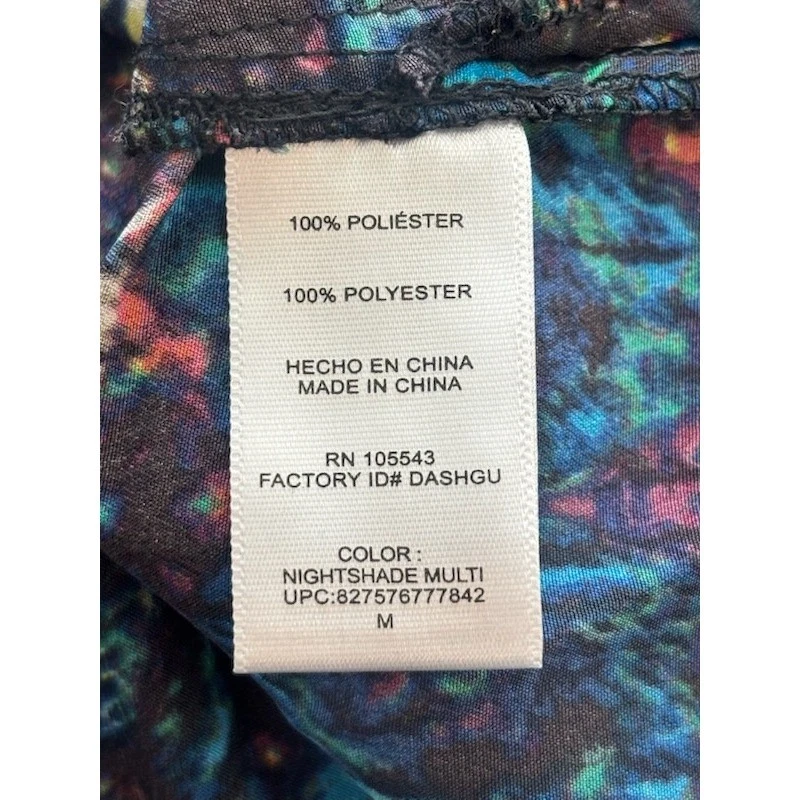 100% POLIÉSTER
100% POLYESTER
HECHO EN CHINA
MADE IN CHINA
RN 105543
FACTORY ID# DASHGU
COLOR :
NIGHTSHADE MULTI
UPC:827576777842
M